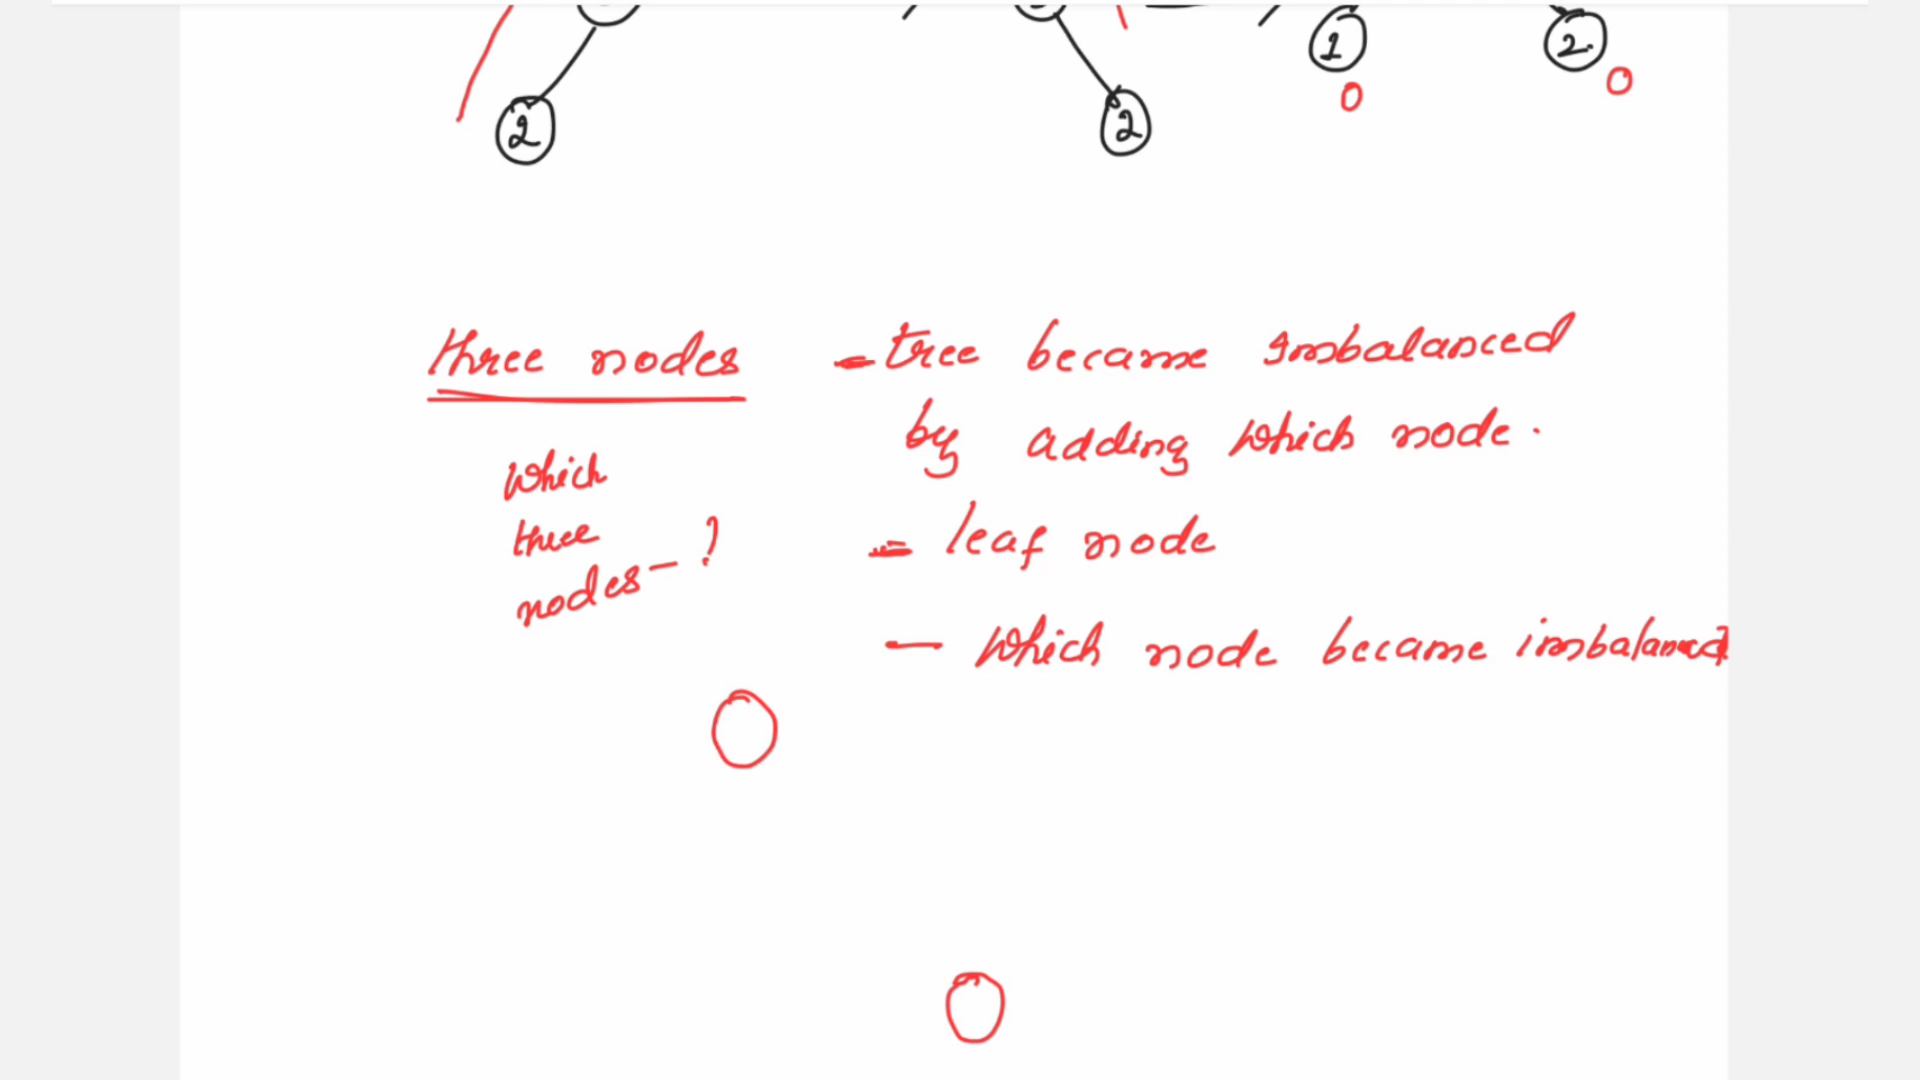 1 2
0 0
2 2
three nodes - tree became Imbalanced
by adding which node.
which
three - leaf node
nodes - ?
- which node became imbalanced